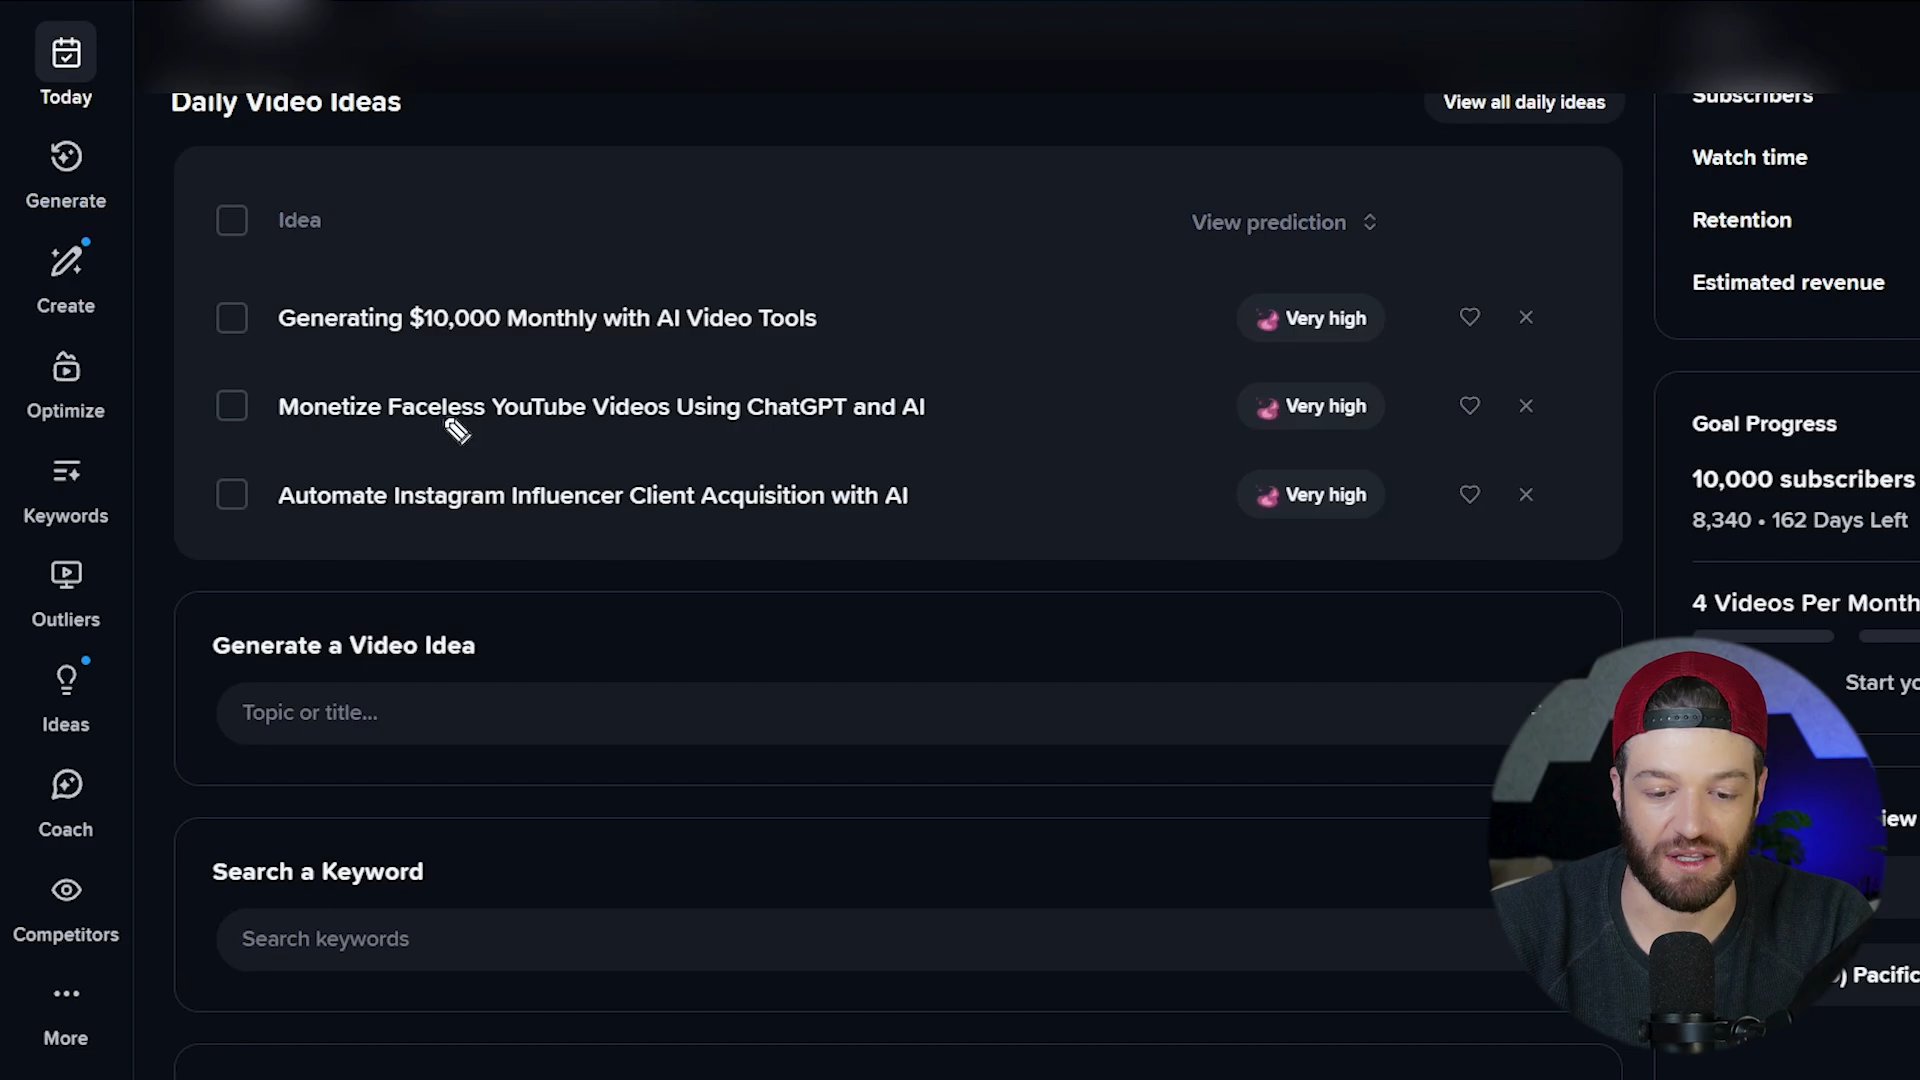 Today
Generate
Create
Optimize
Keywords
Outliers
Ideas
Coach
Competitors
More
Daily Video Ideas
View all daily ideas
Idea
View prediction
Generating $10,000 Monthly with AI Video Tools
Very high
Monetize Faceless YouTube Videos Using ChatGPT and AI
Very high
Automate Instagram Influencer Client Acquisition with AI
Very high
Generate a Video Idea
Topic or title...
Search a Keyword
Search keywords
Subscribers
Watch time
Retention
Estimated revenue
Goal Progress
10,000 subscribers
8,340 • 162 Days Left
4 Videos Per Month
Start
) Pacific